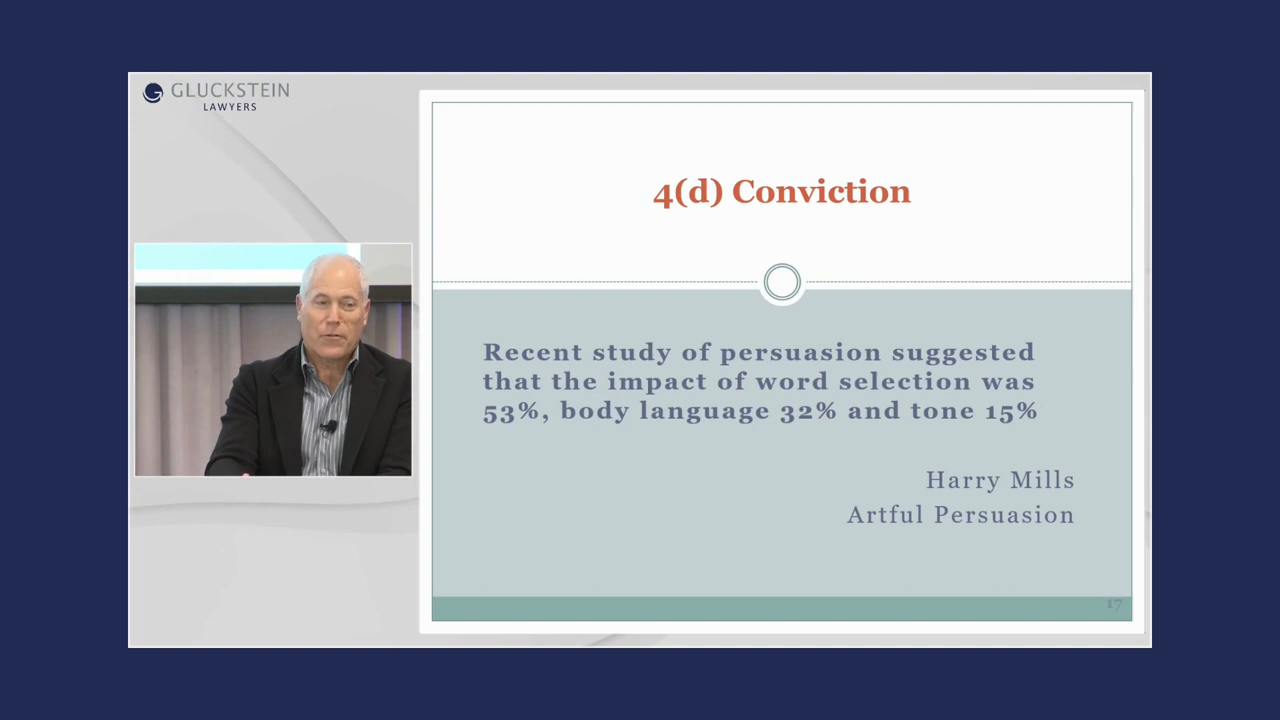 GLUCKSTEIN
LAWYERS
4(d) Conviction
Recent study of persuasion suggested
that the impact of word selection was
53%, body language 32% and tone 15%
Harry Mills
Artful Persuasion
17